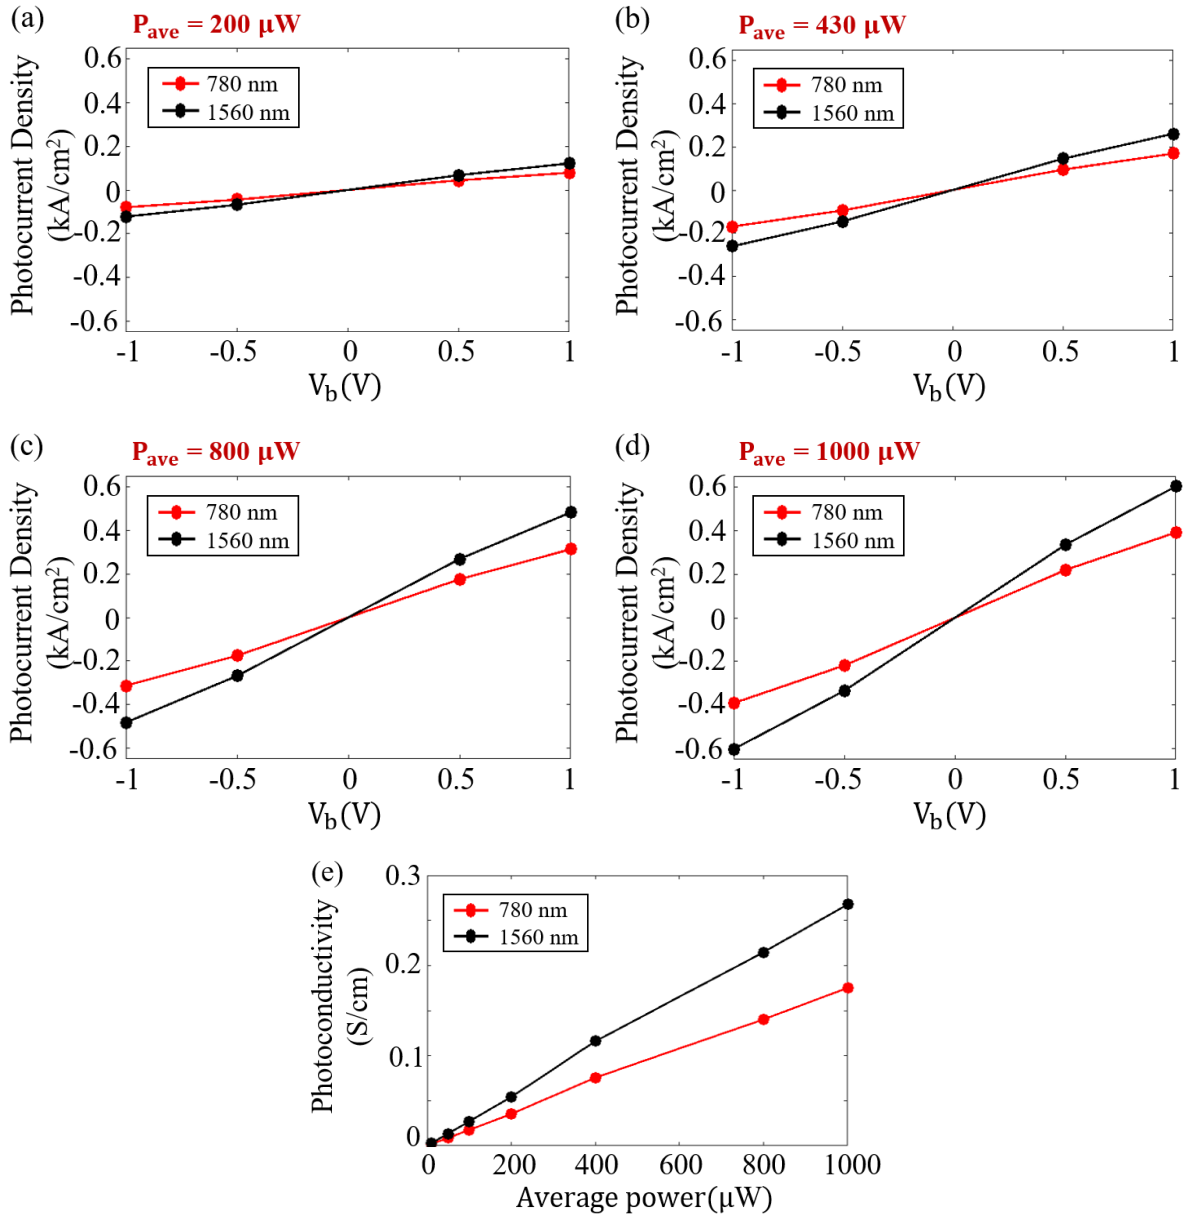 (a)
P_ave = 200 μW
Photocurrent Density
(kA/cm²)
0.6
0.4
0.2
0
-0.2
-0.4
-0.6
780 nm
1560 nm
-1
-0.5
0
0.5
1
V_b(V)
(b)
P_ave = 430 μW
Photocurrent Density
(kA/cm²)
0.6
0.4
0.2
0
-0.2
-0.4
-0.6
780 nm
1560 nm
-1
-0.5
0
0.5
1
V_b(V)
(c)
P_ave = 800 μW
Photocurrent Density
(kA/cm²)
0.6
0.4
0.2
0
-0.2
-0.4
-0.6
780 nm
1560 nm
-1
-0.5
0
0.5
1
V_b(V)
(d)
P_ave = 1000 μW
Photocurrent Density
(kA/cm²)
0.6
0.4
0.2
0
-0.2
-0.4
-0.6
780 nm
1560 nm
-1
-0.5
0
0.5
1
V_b(V)
(e)
Photoconductivity
(S/cm)
0.3
0.2
0.1
0
780 nm
1560 nm
0
200
400
600
800
1000
Average power(μW)